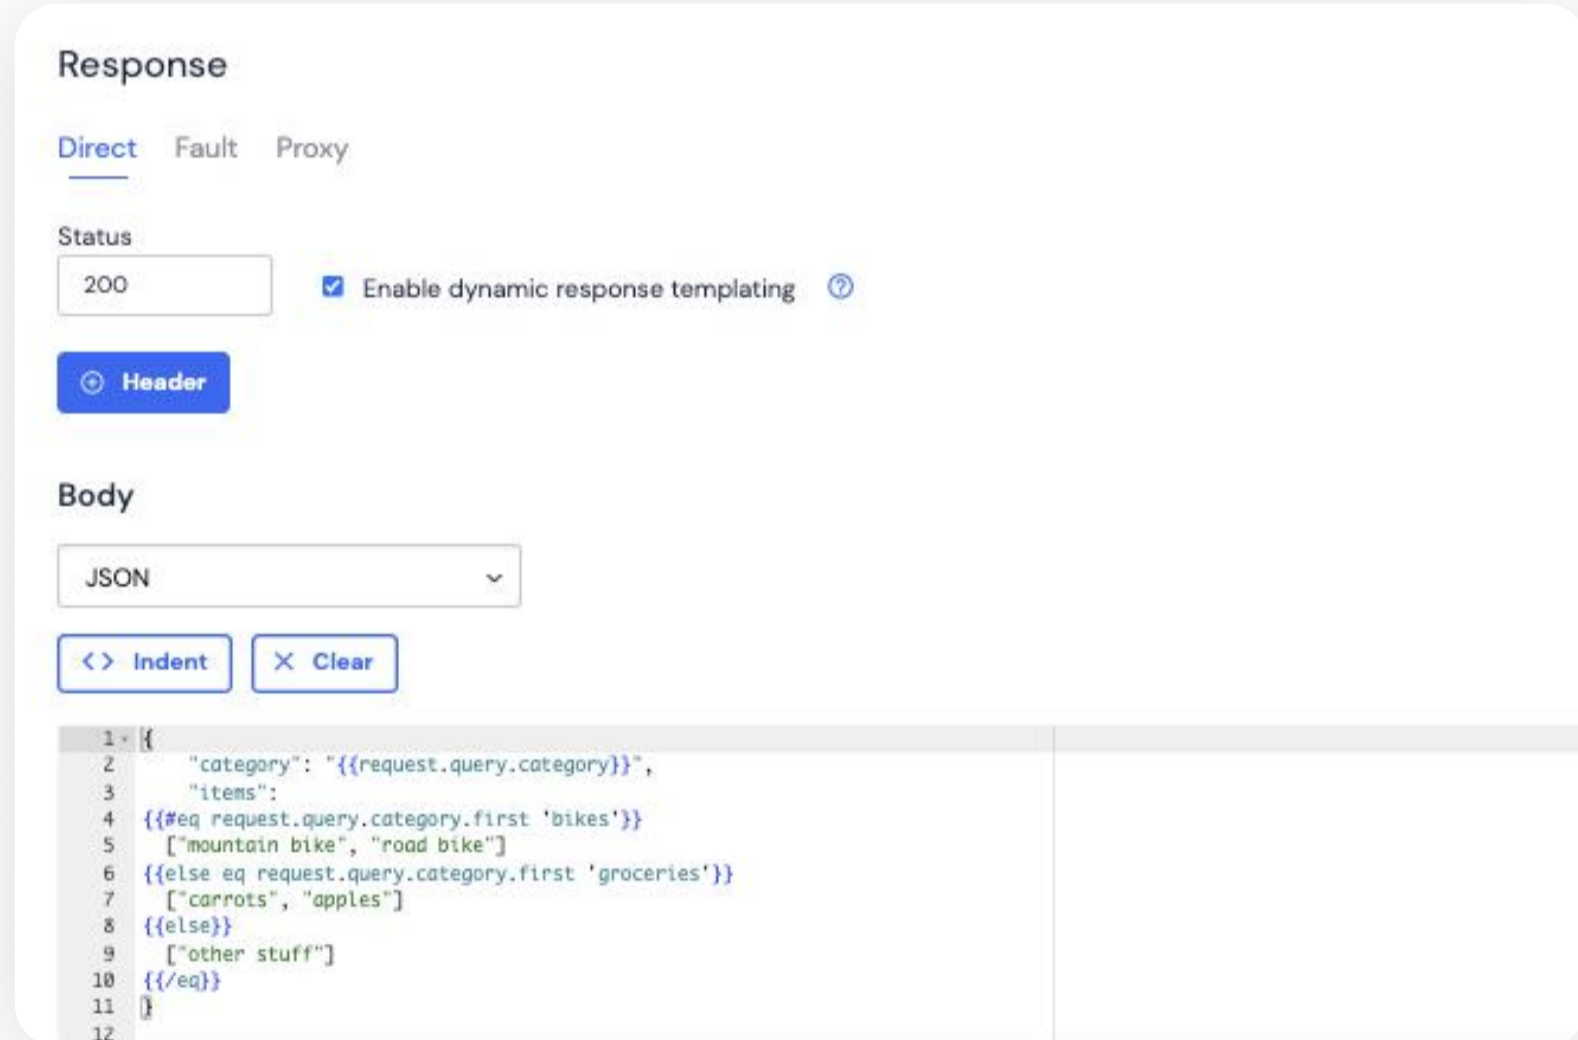 Response
Direct Fault Proxy
Status
200 Enable dynamic response templating ?
Header
Body
JSON
<> Indent X Clear
1 {
2     "category": "{{request.query.category}}",
3     "items":
4 {{#eq request.query.category.first 'bikes'}}
5   ["mountain bike", "road bike"]
6 {{else eq request.query.category.first 'groceries'}}
7   ["carrots", "apples"]
8 {{else}}
9   ["other stuff"]
10 {{/eq}}
11 }
12